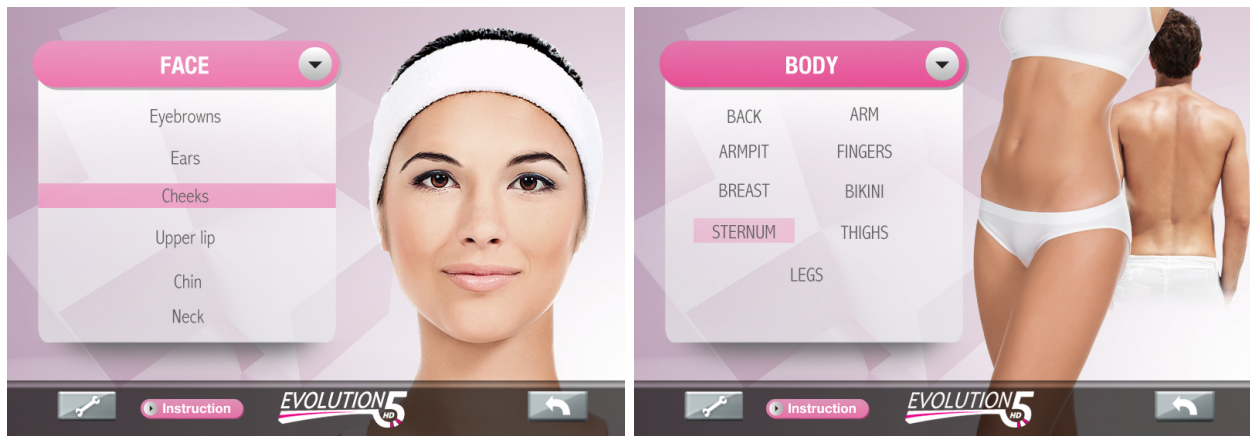 FACE
Eyebrowns
Ears
Cheeks
Upper lip
Chin
Neck
Instruction
EVOLUTION 5
HD
BODY
BACK ARM
ARMPIT FINGERS
BREAST BIKINI
STERNUM THIGHS
LEGS
Instruction
EVOLUTION 5
HD